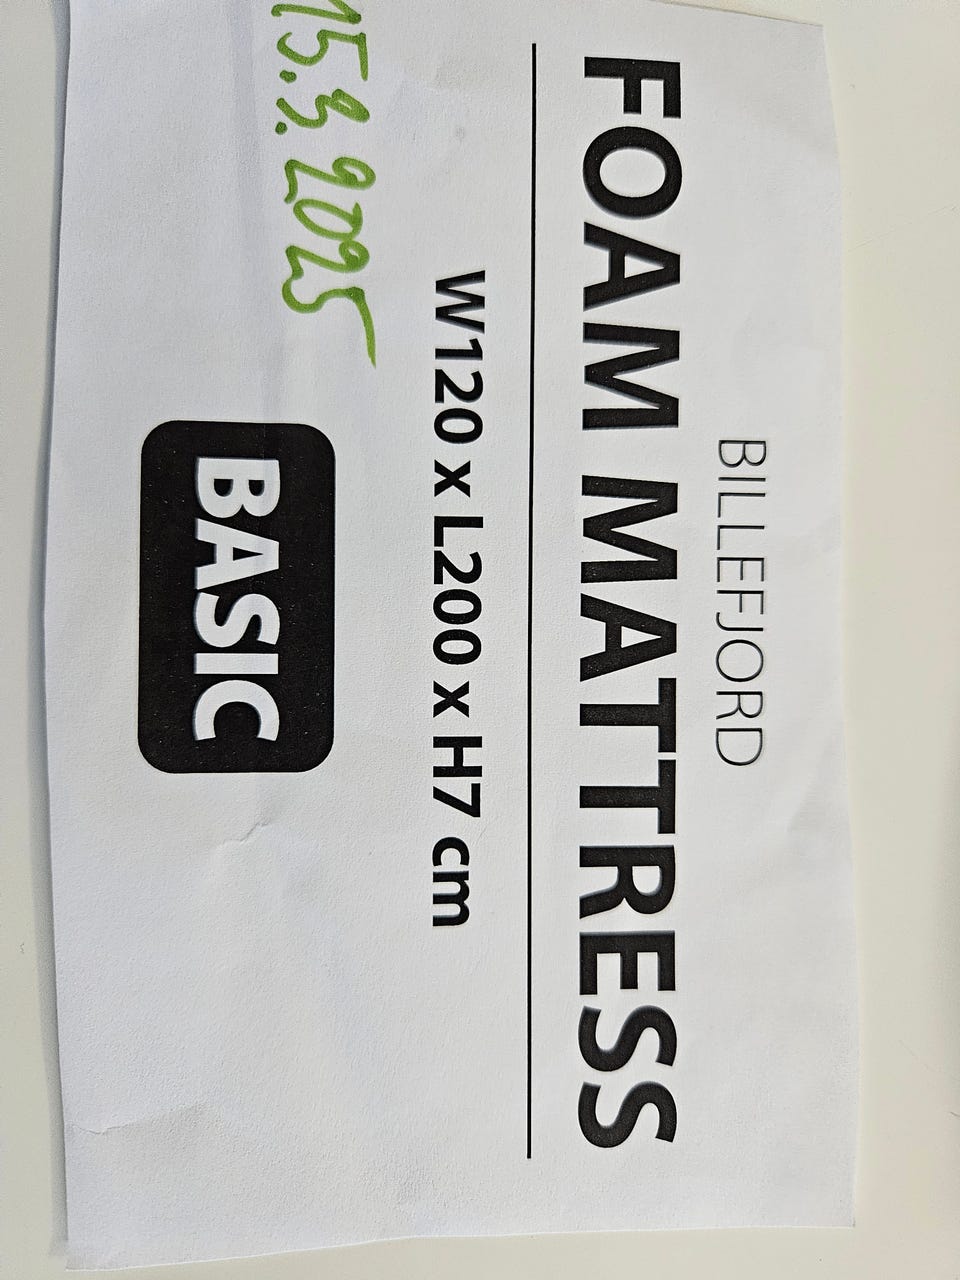 BILLEFJORD
FOAM MATTRESS
W120 x L200 x H7 cm
15.3.2025
BASIC